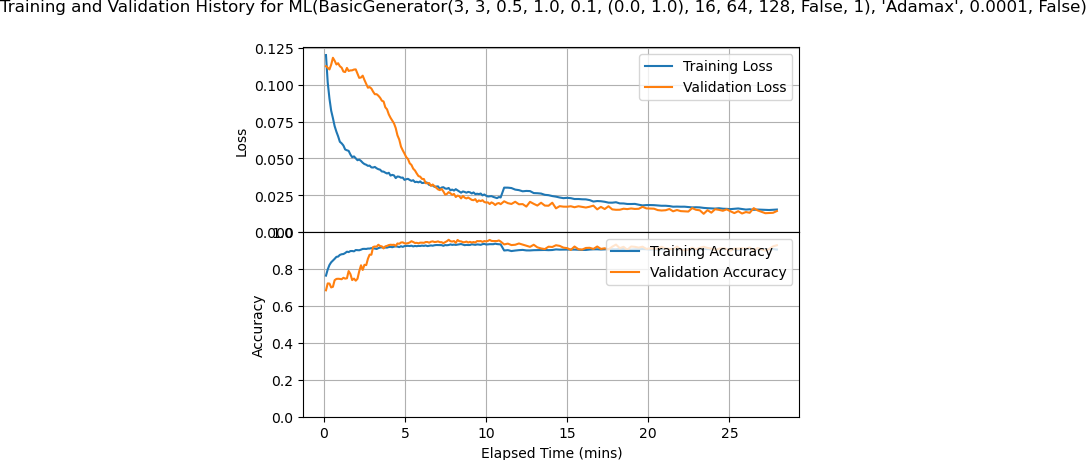 Training and Validation History for ML(BasicGenerator(3, 3, 0.5, 1.0, 0.1, (0.0, 1.0), 16, 64, 128, False, 1), 'Adamax', 0.0001, False)
0.125
0.100
0.075
0.050
0.025
0.000
Loss
Training Loss
Validation Loss
1.0
0.8
0.6
0.4
0.2
0.0
Accuracy
Training Accuracy
Validation Accuracy
0 5 10 15 20 25
Elapsed Time (mins)